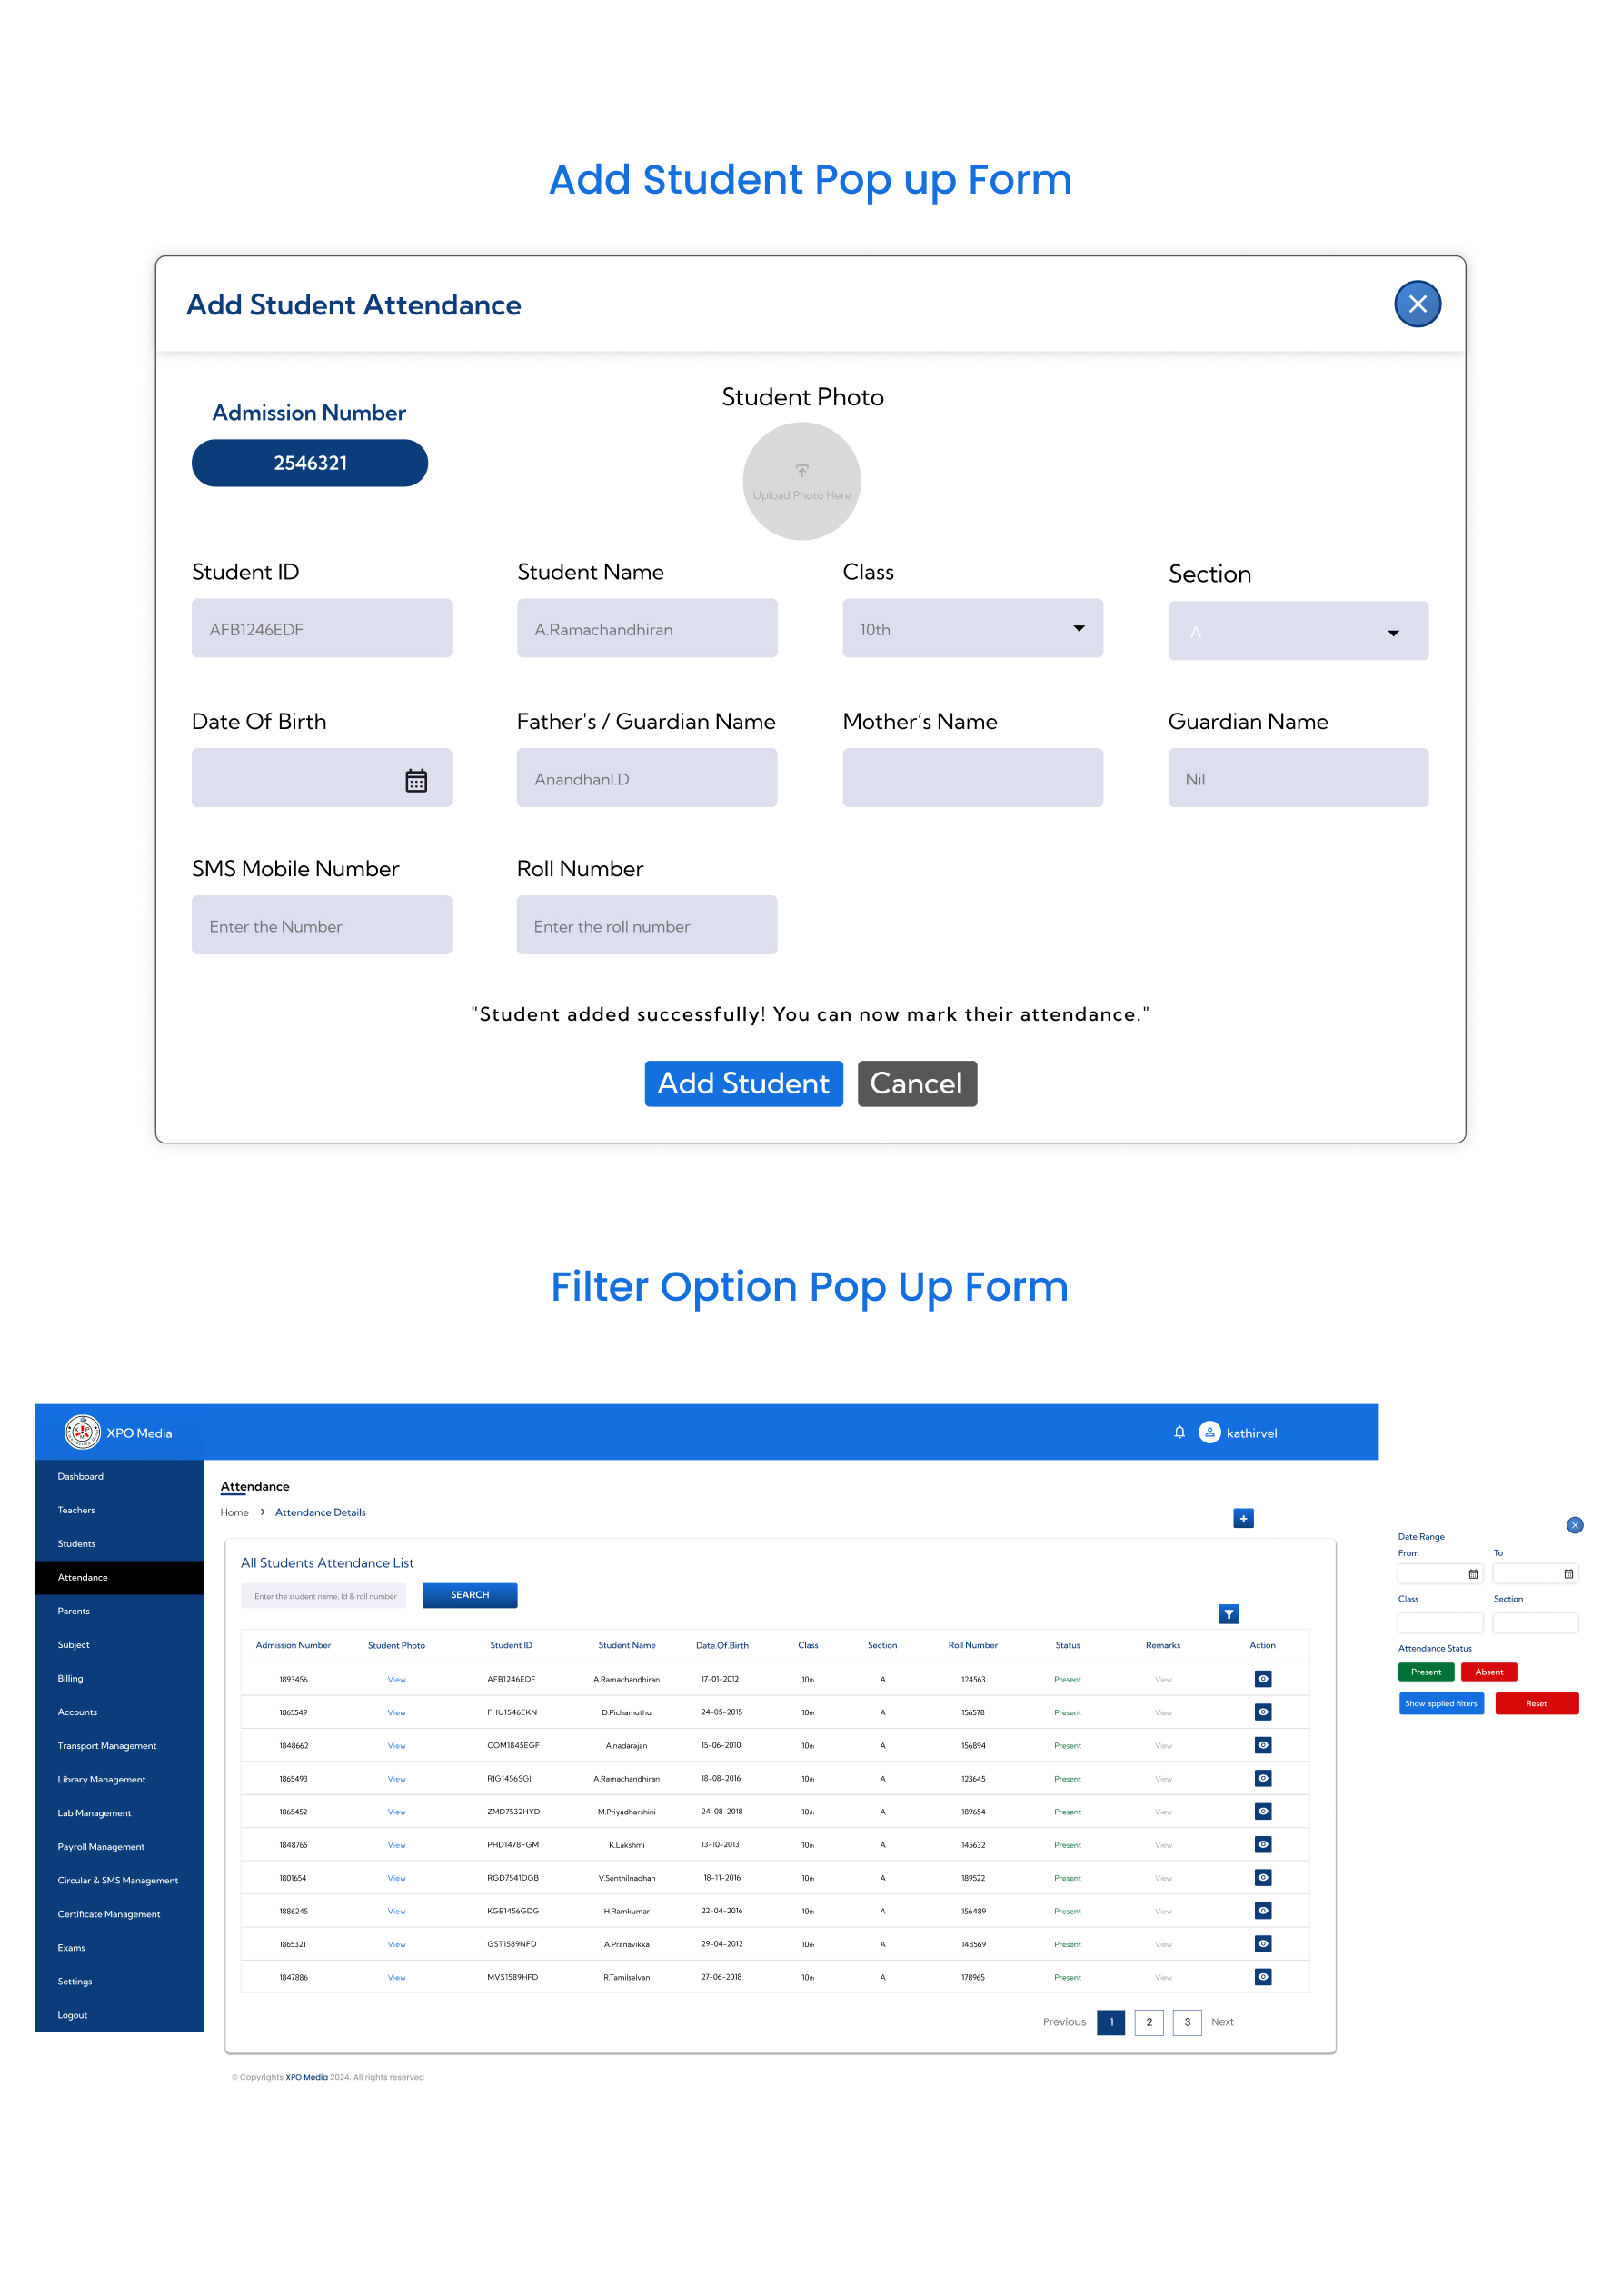 Add Student Pop up Form
Add Student Attendance
Admission Number
2546321
Student Photo
Upload Photo Here
Student ID
Student Name
Class
Section
AFB1246EDF
A.Ramachandhiran
10th
A
Date Of Birth
Father's / Guardian Name
Mother’s Name
Guardian Name
Anandhanl.D
Nil
SMS Mobile Number
Roll Number
Enter the Number
Enter the roll number
"Student added successfully! You can now mark their attendance."
Add Student
Cancel
Filter Option Pop Up Form
XPO Media
kathirvel
Dashboard
Teachers
Students
Attendance
Parents
Subject
Billing
Accounts
Transport Management
Library Management
Lab Management
Payroll Management
Circular & SMS Management
Certificate Management
Exams
Settings
Logout
Attendance
Home > Attendance Details
+
All Students Attendance List
Enter the student name, Id & roll number
SEARCH
Admission Number Student Photo Student ID Student Name Date.Of.Birth Class Section Roll Number Status Remarks Action
1893456 View AFB1246EDF A.Ramachandhiran 17-01-2012 10th A 124563 Present View
1865549 View FHU1546EKN D.Pichamuthu 24-05-2015 10th A 156578 Present View
1848662 View COM1845EGF A.nadarajan 15-06-2010 10th A 156894 Present View
1865493 View RJG1456SGJ A.Ramachandhiran 18-08-2016 10th A 123645 Present View
1865452 View ZMD7532HYD M.Priyadharshini 24-08-2018 10th A 189654 Present View
1848765 View PHD1478FGM K.Lakshmi 13-10-2013 10th A 145632 Present View
1801654 View RGD7541DGB V.Senthilnadhan 18-11-2016 10th A 189522 Present View
1886245 View KGE1456GDG H.Ramkumar 22-04-2016 10th A 156489 Present View
1865321 View GST1589NFD A.Pranavikka 29-04-2012 10th A 148569 Present View
1847886 View MVS1589HFD R.Tamilselvan 27-06-2018 10th A 178965 Present View
Previous 1 2 3 Next
© Copyrights XPO Media 2024. All rights reserved
Date Range
From
To
Class
Section
Attendance Status
Present
Absent
Show applied filters
Reset